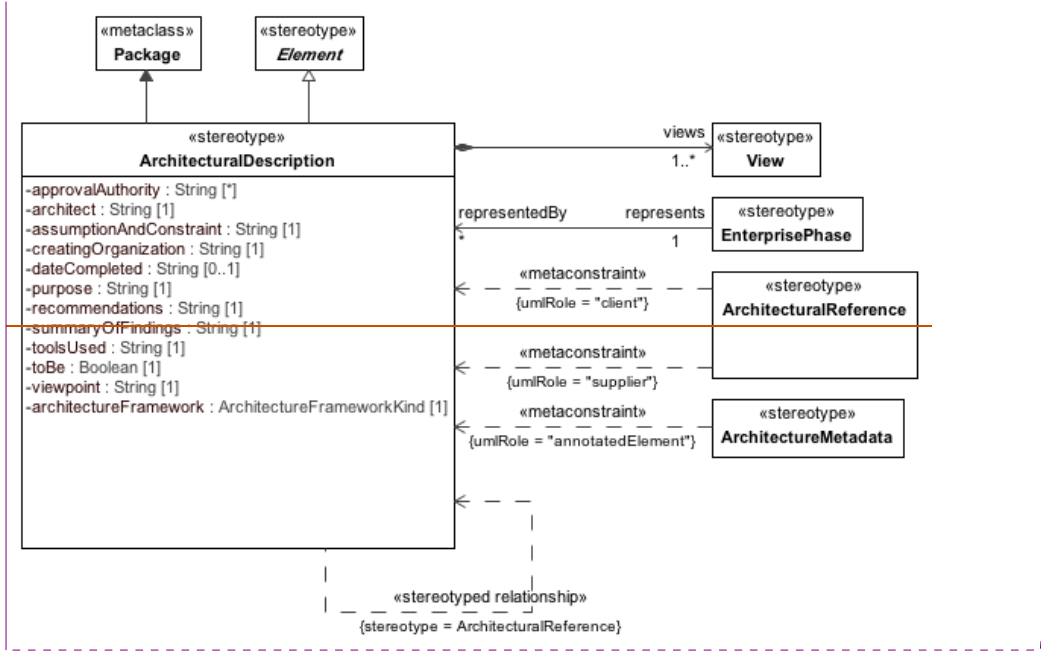 «metaclass»
Package
«stereotype»
Element
«stereotype»
ArchitecturalDescription
-approvalAuthority : String [*]
-architect : String [1]
-assumptionAndConstraint : String [1]
-creatingOrganization : String [1]
-dateCompleted : String [0..1]
-purpose : String [1]
-recommendations : String [1]
-summaryOfFindings : String [1]
-toolsUsed : String [1]
-toBe : Boolean [1]
-viewpoint : String [1]
-architectureFramework : ArchitectureFrameworkKind [1]
views
1..*
«stereotype»
View
representedBy
*
represents
1
«stereotype»
EnterprisePhase
«metaconstraint»
{umlRole = "client"}
«stereotype»
ArchitecturalReference
«metaconstraint»
{umlRole = "supplier"}
«metaconstraint»
{umlRole = "annotatedElement"}
«stereotype»
ArchitectureMetadata
«stereotyped relationship»
{stereotype = ArchitecturalReference}